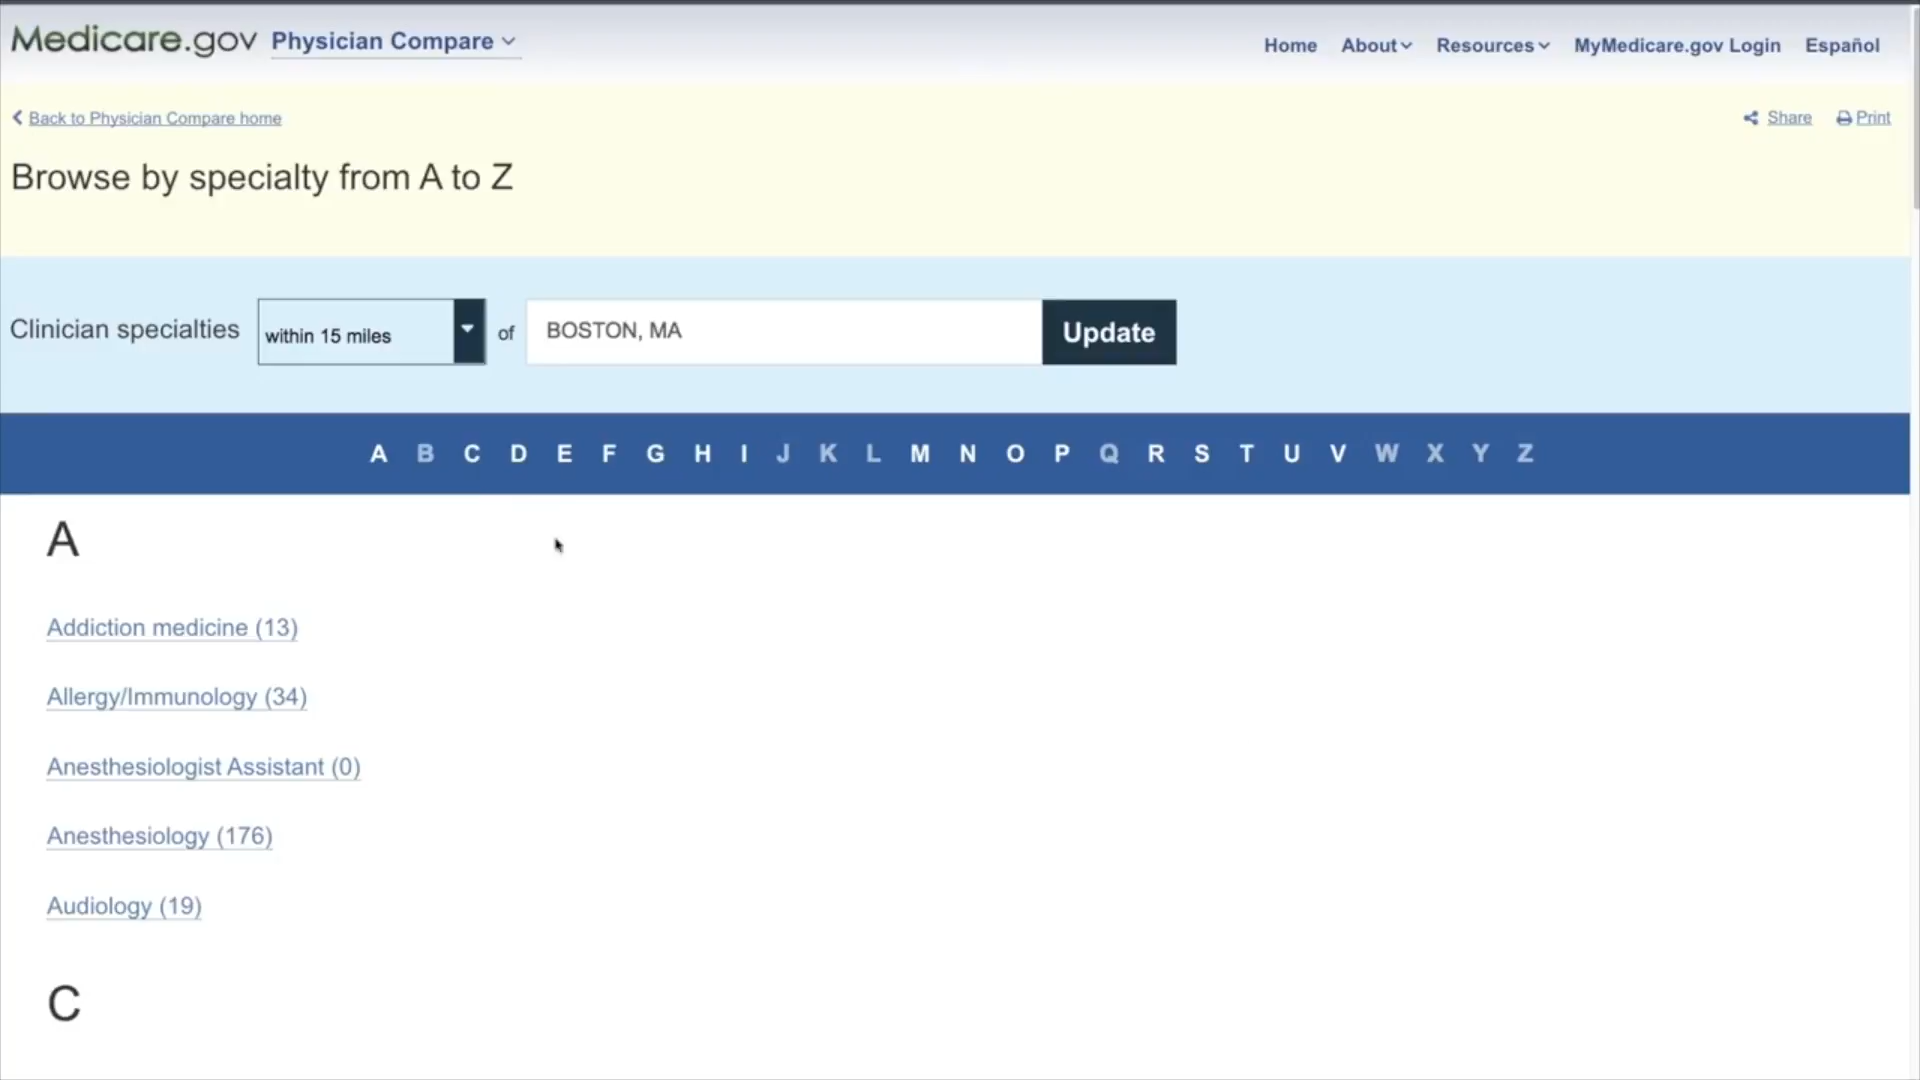 Medicare.gov Physician Compare
Home About Resources MyMedicare.gov Login Español
Back to Physician Compare home
Share Print
Browse by specialty from A to Z
Clinician specialties within 15 miles of BOSTON, MA Update
A B C D E F G H I J K L M N O P Q R S T U V W X Y Z
A
Addiction medicine (13)
Allergy/Immunology (34)
Anesthesiologist Assistant (0)
Anesthesiology (176)
Audiology (19)
C